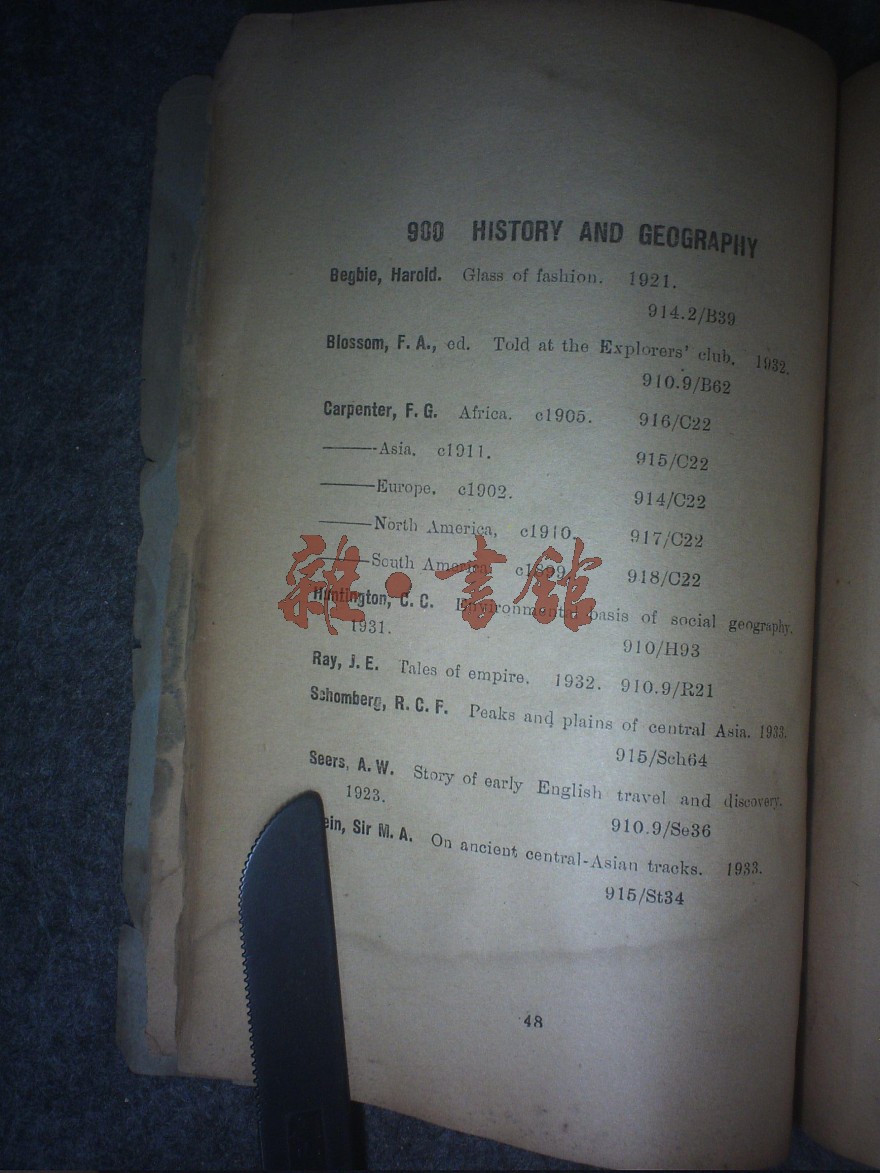 900 HISTORY AND GEOGRAPHY
Begbie, Harold. Glass of fashion. 1921.
914.2/B39
Blossom, F. A., ed. Told at the Explorers' club. 1932.
910.9/B62
Carpenter, F. G. Africa. c1905. 916/C22
———Asia. c1911. 915/C22
———Europe. c1902. 914/C22
———North America, c1910. 917/C22
———South America. c1899. 918/C22
Huntington, C. C. Environmental basis of social geography.
1931.
910/H93
Ray, J. E. Tales of empire. 1932. 910.9/R21
Schomberg, R. C. F. Peaks and plains of central Asia. 1933.
915/Sch64
Seers, A. W. Story of early English travel and discovery.
1923.
910.9/Se36
ein, Sir M. A. On ancient central-Asian tracks. 1933.
915/St34
48
雜·書館